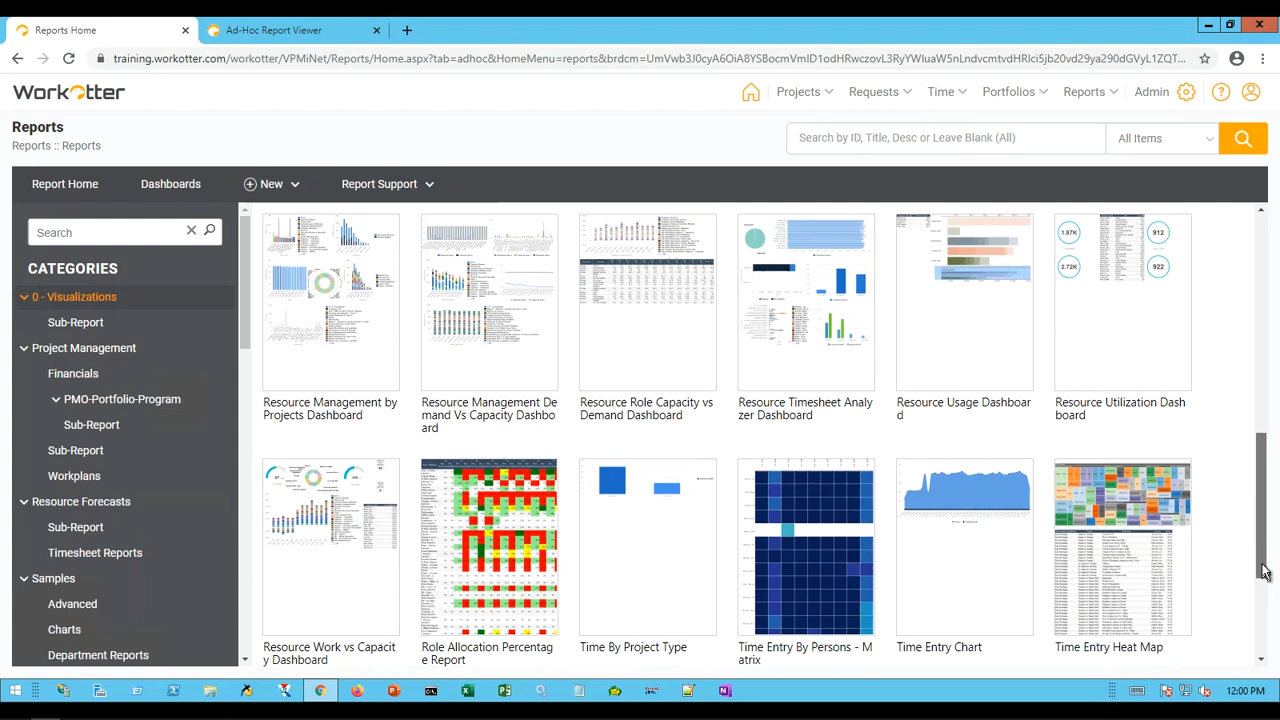 Reports Home
Ad-Hoc Report Viewer
training.workotter.com/workotter/VPMiNet/Reports/Home.aspx?tab=adhoc&HomeMenu=reports&brdcrm=
WorkOtter
Projects
Requests
Time
Portfolios
Reports
Admin
Reports
Reports :: Reports
Search by ID, Title, Desc or Leave Blank (All)
All Items
Report Home
Dashboards
New
Report Support
Search
CATEGORIES
0 - Visualizations
Sub-Report
Project Management
Financials
PMO-Portfolio-Program
Sub-Report
Sub-Report
Workplans
Resource Forecasts
Sub-Report
Timesheet Reports
Samples
Advanced
Charts
Department Reports
1.87K
912
2.72K
922
Resource Management by
Projects Dashboard
Resource Management De
mand Vs Capacity Dashbo
ard
Resource Role Capacity vs
Demand Dashboard
Resource Timesheet Analy
zer Dashboard
Resource Usage Dashboar
d
Resource Utilization Dash
board
Resource Work vs Capacit
y Dashboard
Role Allocation Percentag
e Report
Time By Project Type
Time Entry By Persons - M
atrix
Time Entry Chart
Time Entry Heat Map
12:00 PM